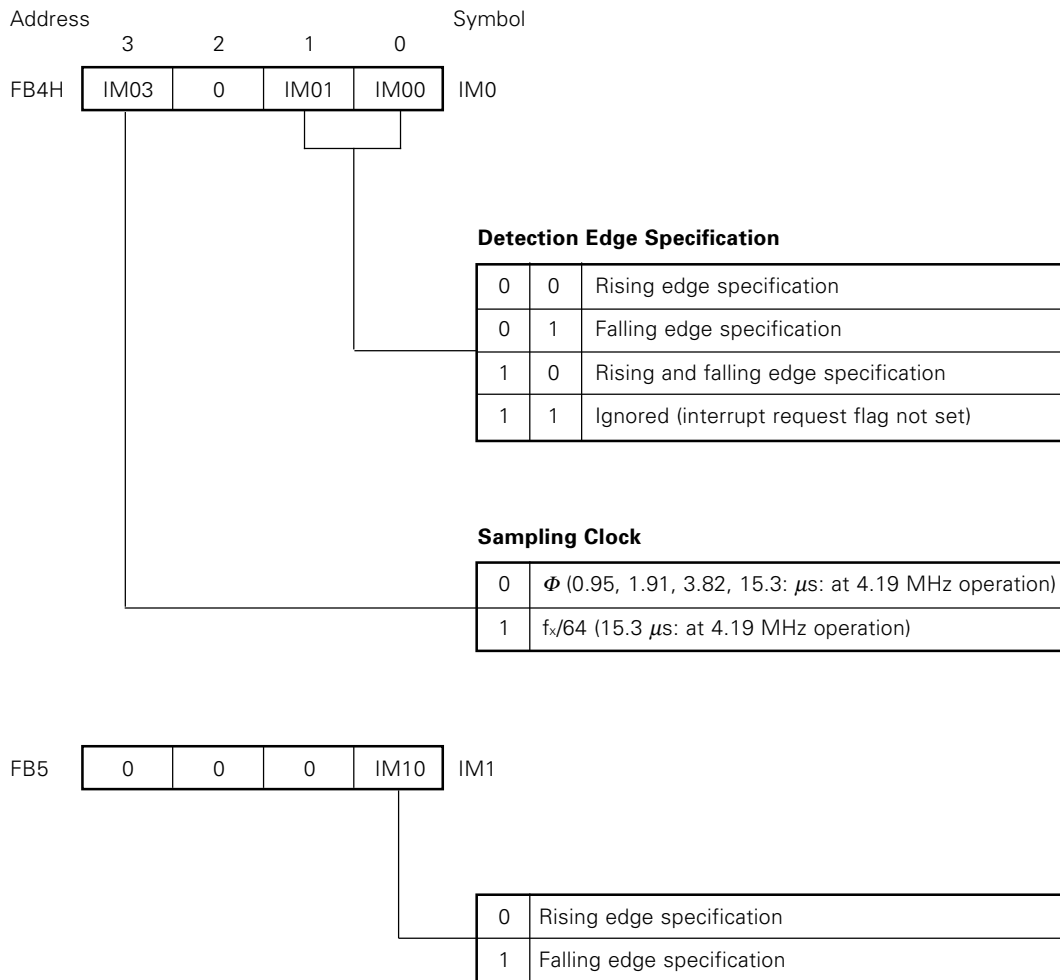 Address Symbol
3 2 1 0
FB4H IM03 0 IM01 IM00 IM0
Detection Edge Specification
0 0 Rising edge specification
0 1 Falling edge specification
1 0 Rising and falling edge specification
1 1 Ignored (interrupt request flag not set)
Sampling Clock
0 Φ (0.95, 1.91, 3.82, 15.3: μs: at 4.19 MHz operation)
1 fx/64 (15.3 μs: at 4.19 MHz operation)
FB5 0 0 0 IM10 IM1
0 Rising edge specification
1 Falling edge specification